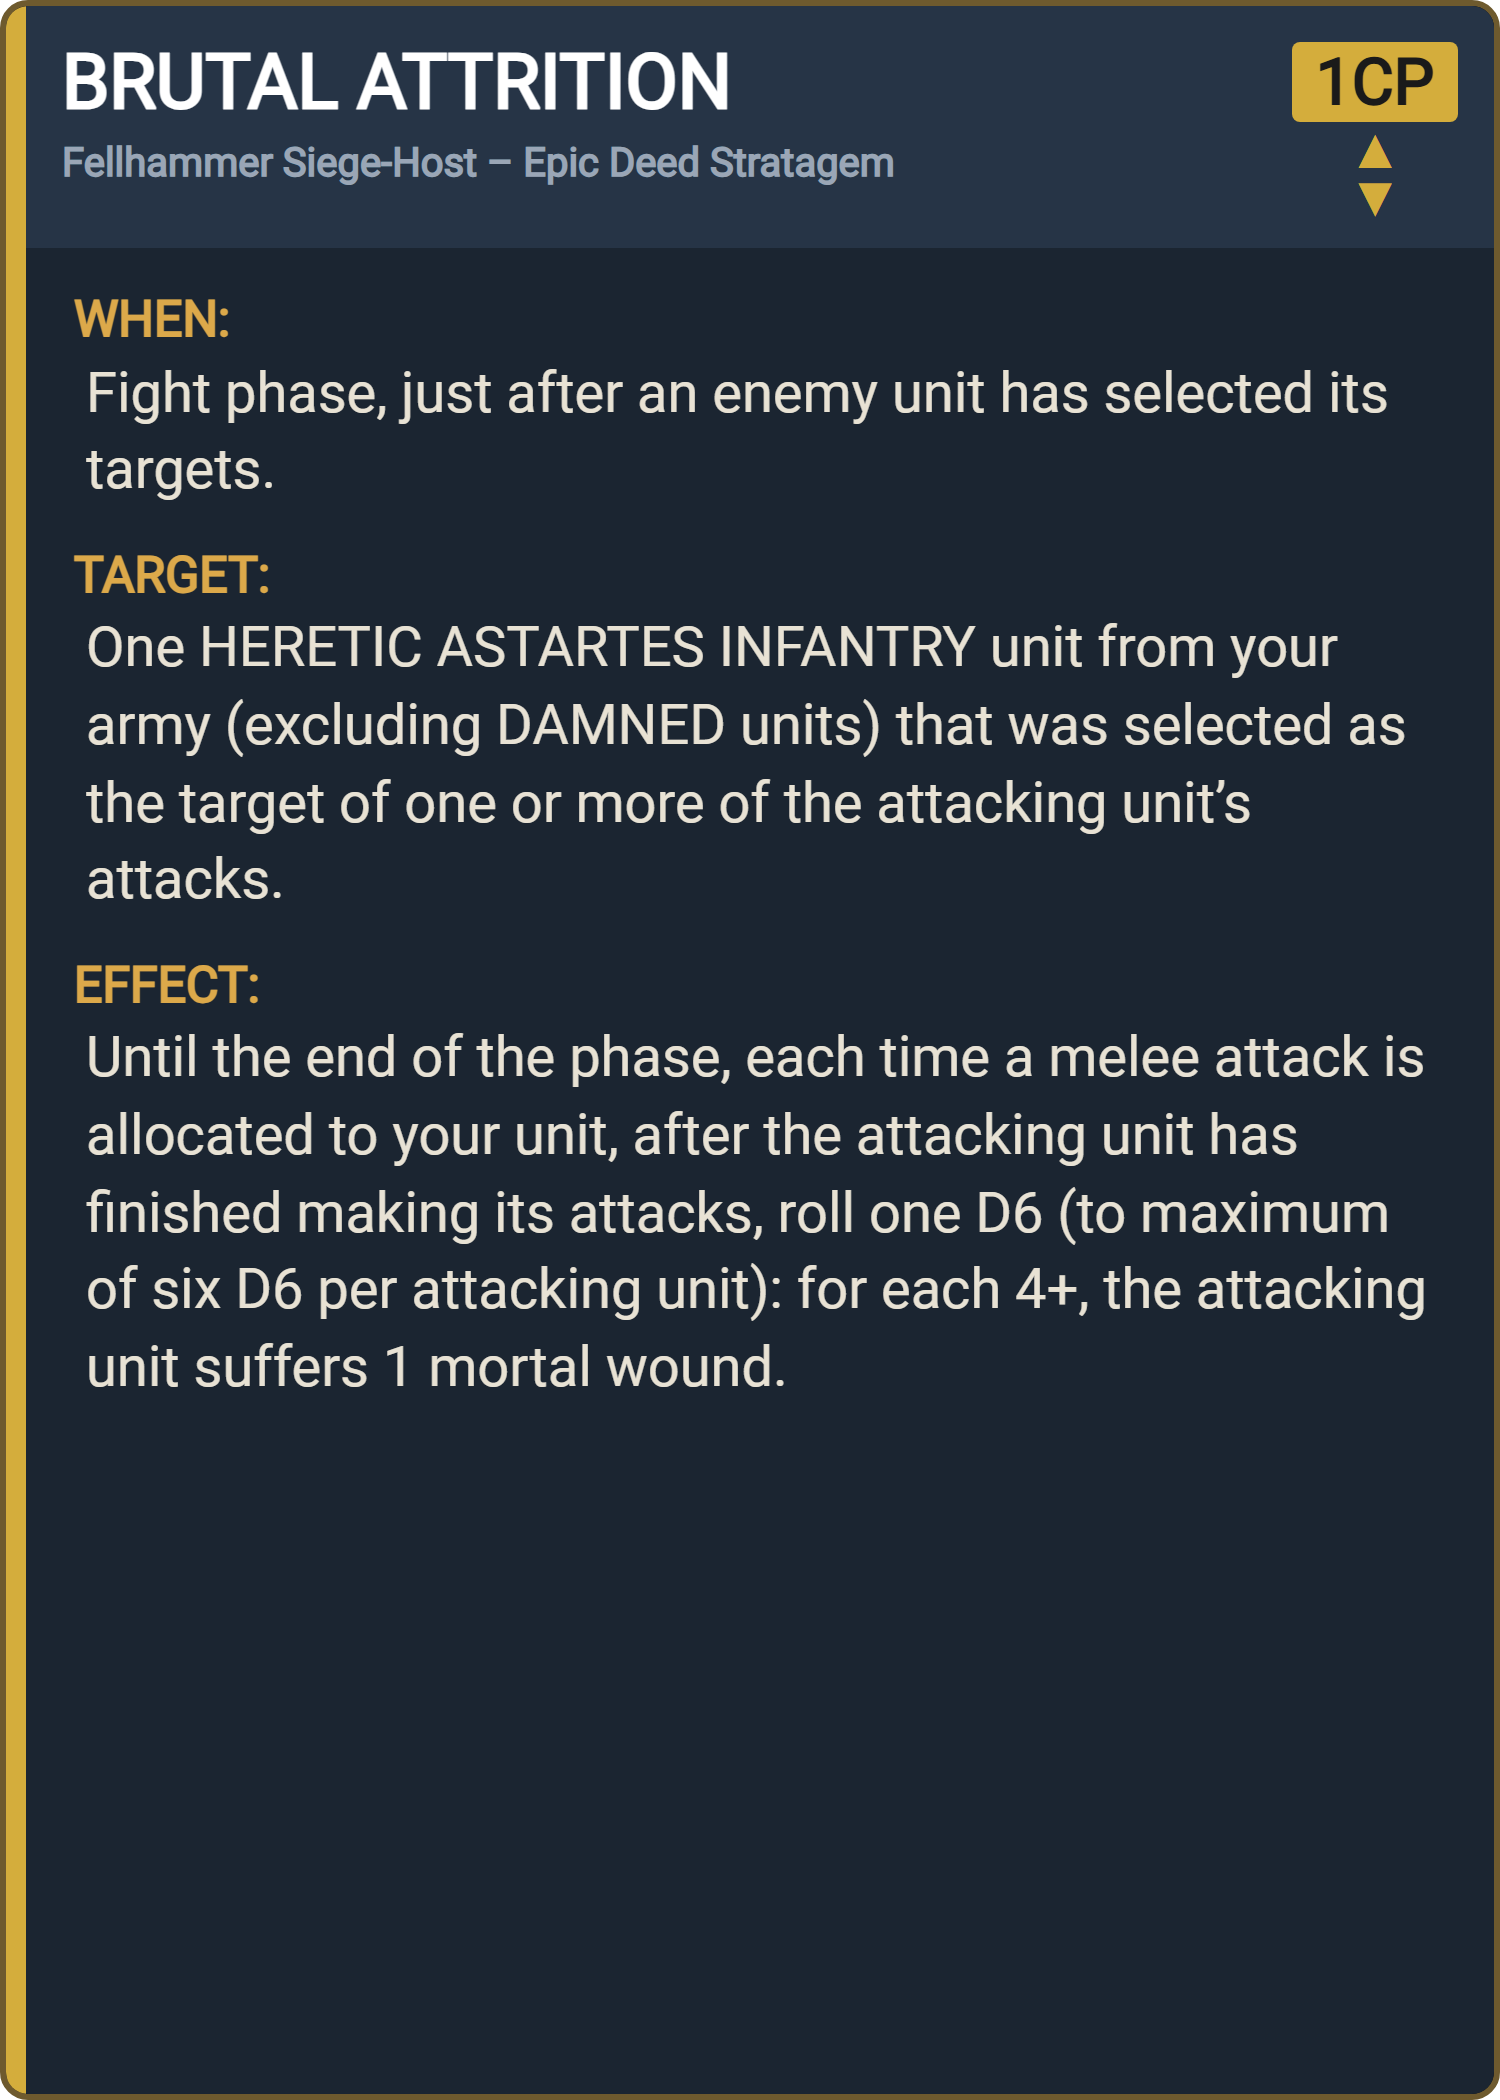 BRUTAL ATTRITION
Fellhammer Siege-Host – Epic Deed Stratagem
1CP
WHEN:
Fight phase, just after an enemy unit has selected its
targets.
TARGET:
One HERETIC ASTARTES INFANTRY unit from your
army (excluding DAMNED units) that was selected as
the target of one or more of the attacking unit’s
attacks.
EFFECT:
Until the end of the phase, each time a melee attack is
allocated to your unit, after the attacking unit has
finished making its attacks, roll one D6 (to maximum
of six D6 per attacking unit): for each 4+, the attacking
unit suffers 1 mortal wound.